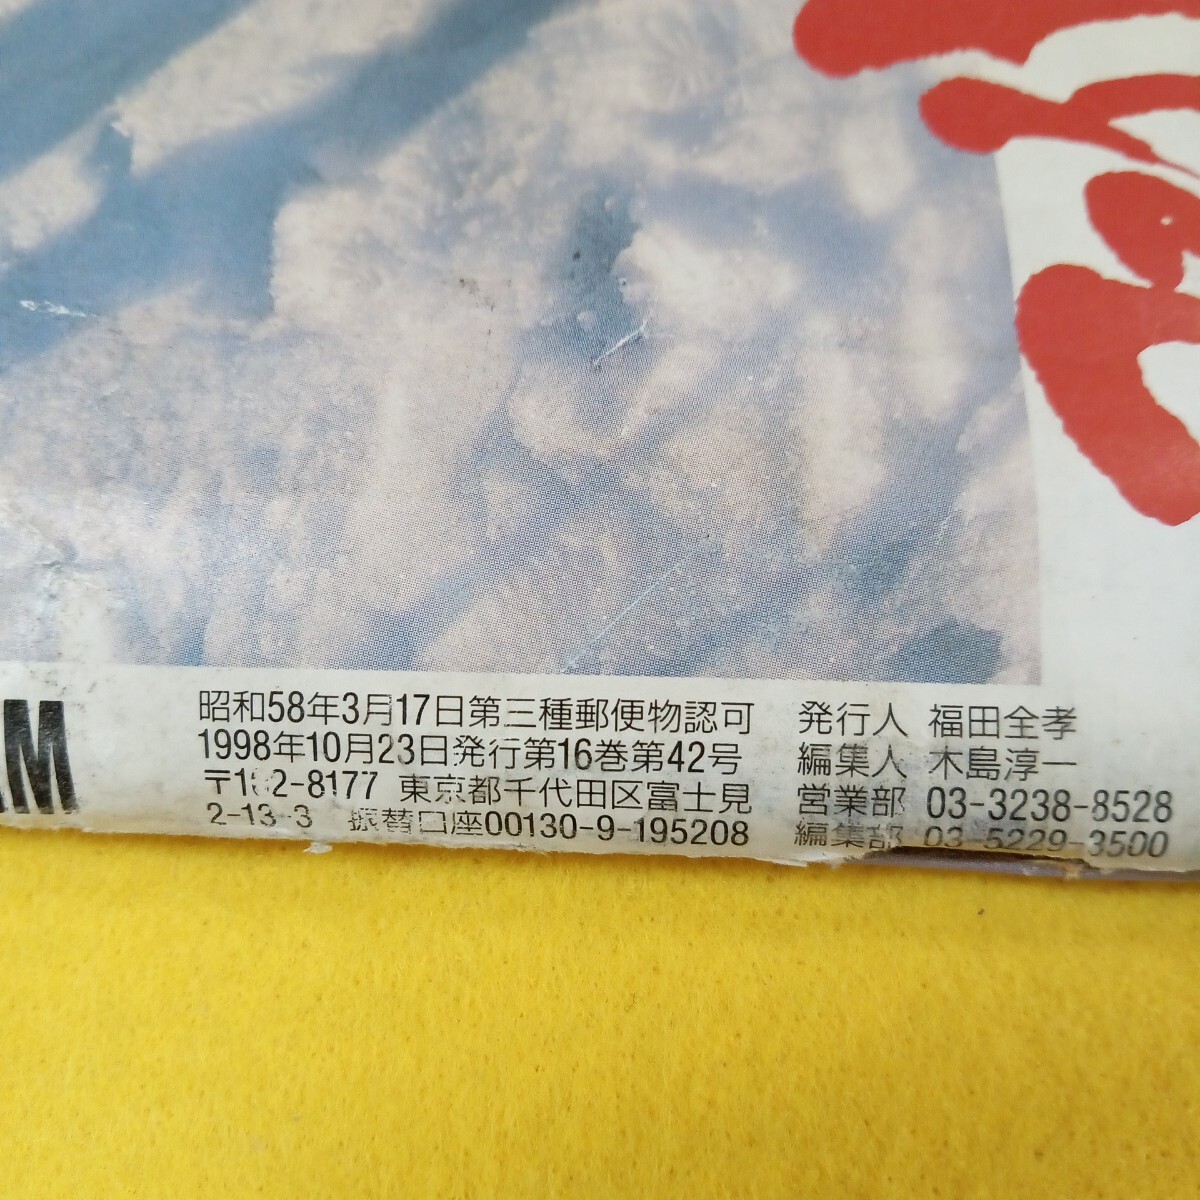 昭和58年3月17日第三種郵便物認可
1998年10月23日発行第16巻第42号
〒102-8177 東京都千代田区富士見
2-13-3 振替口座00130-9-195208
発行人 福田全孝
編集人 木島淳一
営業部 03-3238-8528
編集部 03-5229-3500